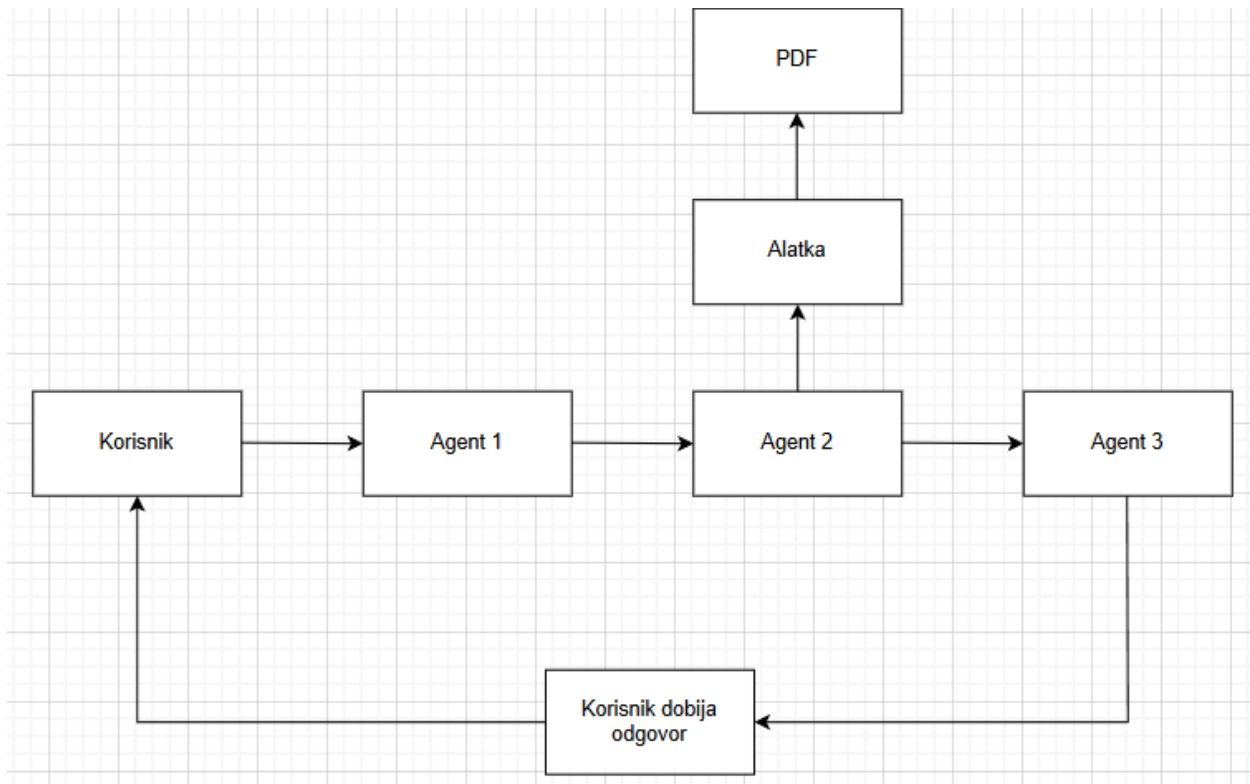 PDF
Alatka
Korisnik
Agent 1
Agent 2
Agent 3
Korisnik dobija
odgovor